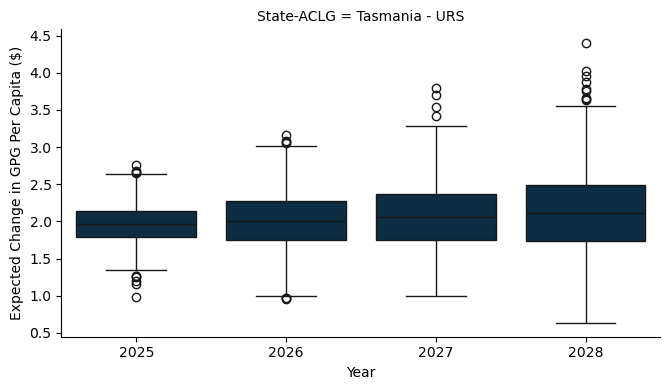 State-ACLG = Tasmania - URS
Expected Change in GPG Per Capita ($)
4.5
4.0
3.5
3.0
2.5
2.0
1.5
1.0
0.5
2025 2026 2027 2028
Year